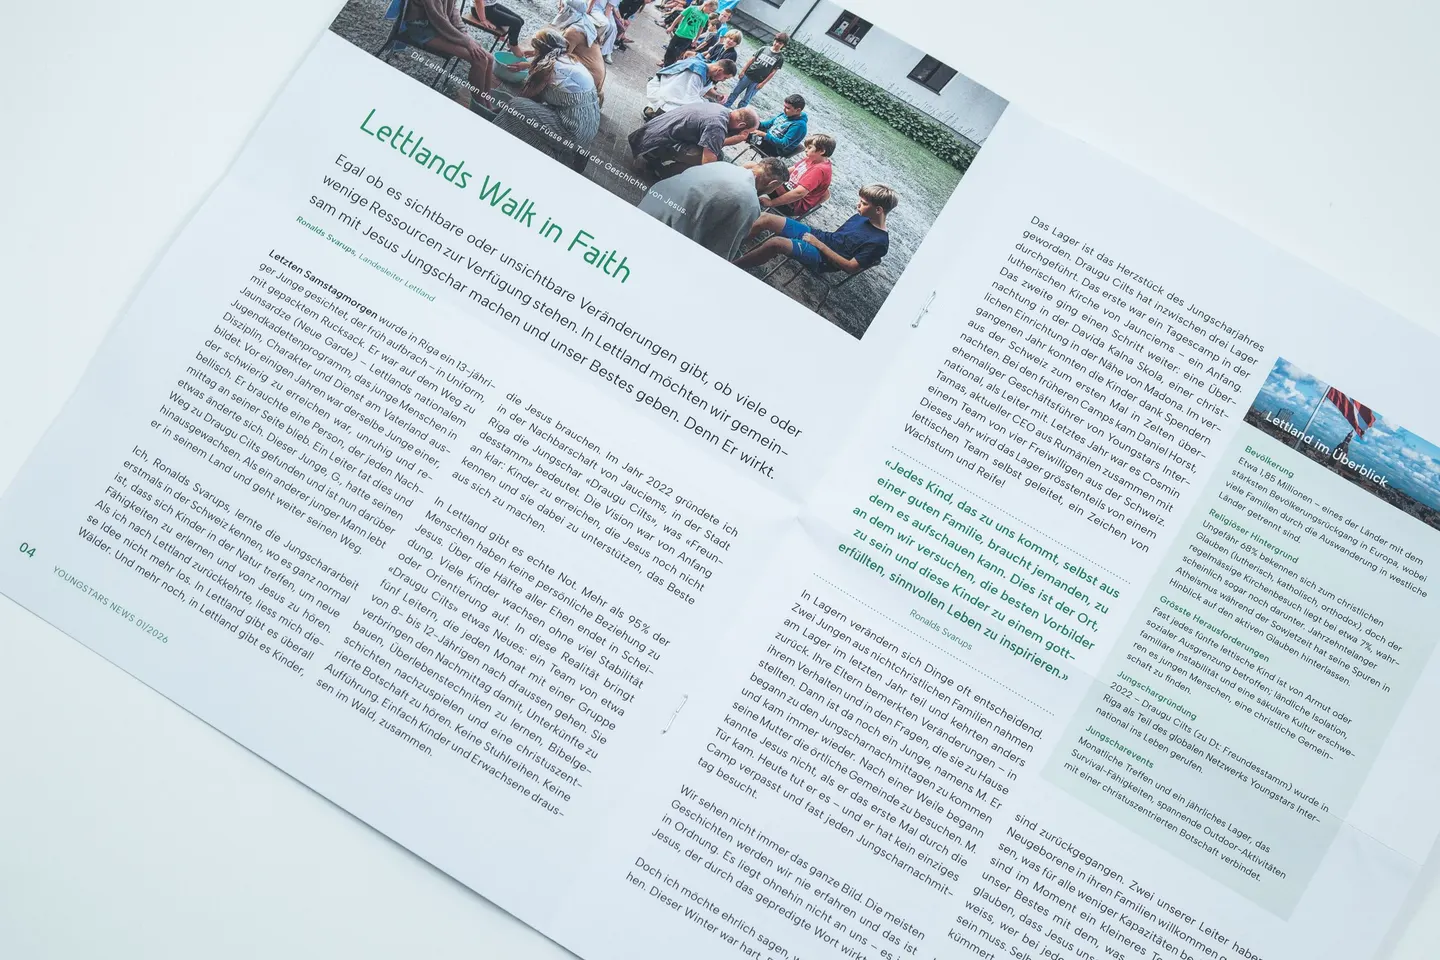 Die Leiter waschen den Kindern die Füsse als Teil der Geschichte von Jesus.
Lettlands Walk in Faith
Egal ob es sichtbare oder unsichtbare Veränderungen gibt, ob viele oder
wenige Ressourcen zur Verfügung stehen. In Lettland möchten wir gemein-
sam mit Jesus Jungschar machen und unser Bestes geben. Denn Er wirkt.
Ronalds Svarups, Landesleiter Lettland
Letzten Samstagmorgen wurde in Riga ein 13-jähri-
ger Junge gesichtet, der früh aufbrach – in Uniform,
mit gepacktem Rucksack. Er war auf dem Weg zu
Jaunsardze (Neue Garde) – Lettlands nationalem
Jugendkadettenprogramm, das junge Menschen in
Disziplin, Charakter und Dienst am Vaterland aus-
bildet. Vor einigen Jahren war derselbe Junge einer,
der schwierig zu erreichen war, unruhig und re-
bellisch. Er brauchte eine Person, der jeden Nach-
mittag an seiner Seite blieb. Ein Leiter tat dies und
etwas änderte sich. Dieser Junge, G., hatte seinen
Weg zu Draugu Cilts gefunden und ist nun darüber
hinausgewachsen. Als ein anderer junger Mann lebt
er in seinem Land und geht weiter seinen Weg.
Ich, Ronalds Svarups, lernte die Jungschararbeit
erstmals in der Schweiz kennen, wo es ganz normal
ist, dass sich Kinder in der Natur treffen, um neue
Fähigkeiten zu erlernen und von Jesus zu hören.
Als ich nach Lettland zurückkehrte, liess mich die-
se Idee nicht mehr los. In Lettland gibt es überall
Wälder. Und mehr noch, in Lettland gibt es Kinder,
die Jesus brauchen. Im Jahr 2022 gründete ich
in der Nachbarschaft von Jauciems, in der Stadt
Riga die Jungschar «Draugu Cilts», was «Freun-
desstamm» bedeutet. Die Vision war von Anfang
an klar: Kinder zu erreichen, die Jesus noch nicht
kennen und sie dabei zu unterstützen, das Beste
aus sich zu machen.
In Lettland gibt es echte Not. Mehr als 95% der
Menschen haben keine persönliche Beziehung zu
Jesus. Über die Hälfte aller Ehen endet in Schei-
dung. Viele Kinder wachsen ohne viel Stabilität
oder Orientierung auf. In diese Realität bringt
«Draugu Cilts» etwas Neues: ein Team von etwa
fünf Leitern, die jeden Monat mit einer Gruppe
von 8- bis 12-Jährigen nach draussen gehen. Sie
verbringen den Nachmittag damit, Unterkünfte zu
bauen, Überlebenstechniken zu lernen, Bibelge-
schichten nachzuspielen und eine christuszent-
rierte Botschaft zu hören. Keine Stuhlreihen. Keine
Aufführung. Einfach Kinder und Erwachsene draus-
sen im Wald, zusammen.
04
YOUNGSTARS NEWS 01/2026
Das Lager ist das Herzstück des Jungscharjahres
geworden. Draugu Cilts hat inzwischen drei Lager
durchgeführt. Das erste war ein Tagescamp in der
lutherischen Kirche von Jaunciems – ein Anfang.
Das zweite ging einen Schritt weiter: eine Über-
nachtung in der Davida Kalna Skola, einer christ-
lichen Einrichtung in der Nähe von Madona. Im ver-
gangenen Jahr konnten die Kinder dank Spendern
aus der Schweiz zum ersten Mal in Zelten über-
nachten. Bei den früheren Camps kam Daniel Horst,
ehemaliger Geschäftsführer von Youngstars Inter-
national, als Leiter mit. Letztes Jahr war es Cosmin
Tamas, aktueller CEO aus Rumänien zusammen mit
einem Team von vier Freiwilligen aus der Schweiz.
Dieses Jahr wird das Lager grösstenteils von einem
lettischen Team selbst geleitet, ein Zeichen von
Wachstum und Reife!
«Jedes Kind, das zu uns kommt, selbst aus
einer guten Familie, braucht jemanden, zu
dem es aufschauen kann. Dies ist der Ort,
an dem wir versuchen, die besten Vorbilder
zu sein und diese Kinder zu einem gott-
erfüllten, sinnvollen Leben zu inspirieren.»
Ronalds Svarups
In Lagern verändern sich Dinge oft entscheidend.
Zwei Jungen aus nichtchristlichen Familien nahmen
am Lager im letzten Jahr teil und kehrten anders
zurück. Ihre Eltern bemerkten Veränderungen – in
ihrem Verhalten und in den Fragen, die sie zu Hause
stellten. Dann ist da noch ein Junge, namens M. Er
begann zu den Jungscharnachmittagen zu kommen
und kam immer wieder. Nach einer Weile begann
seine Mutter die örtliche Gemeinde zu besuchen. M.
kannte Jesus nicht, als er das erste Mal durch die
Tür kam. Heute tut er es – und er hat kein einziges
Camp verpasst und fast jeden Jungscharnachmit-
tag besucht.
Wir sehen nicht immer das ganze Bild. Die meisten
Geschichten werden wir nie erfahren und das ist
in Ordnung. Es liegt ohnehin nicht an uns – es
Jesus, der durch das gepredigte Wort wirkt
Doch ich möchte ehrlich sagen,
hen. Dieser Winter war hart.
sind zurückgegangen. Zwei unserer Leiter haben
Neugeborene in ihren Familien willkommen
sen, was für alle weniger Kapazitäten
sind im Moment ein kleineres
unser Bestes mit dem, was
glauben, dass Jesus uns
weiss, wer bei jede
sein muss.
kümmert
Lettland im Überblick
Bevölkerung
Etwa 1,85 Millionen – eines der Länder mit dem
stärksten Bevölkerungsrückgang in Europa, wobei
viele Familien durch die Auswanderung in westliche
Länder getrennt sind.
Religiöser Hintergrund
Ungefähr 68% bekennen sich zum christlichen
Glauben (lutherisch, katholisch, orthodox), doch der
regelmässige Kirchenbesuch liegt bei etwa 7%, wahr-
scheinlich sogar noch darunter. Jahrzehntelanger
Atheismus während der Sowjetzeit hat seine Spuren in
Hinblick auf den aktiven Glauben hinterlassen.
Grösste Herausforderungen
Fast jedes fünfte lettische Kind ist von Armut oder
sozialer Ausgrenzung betroffen; ländliche Isolation,
familiäre Instabilität und eine säkulare Kultur erschwe-
ren es jungen Menschen, eine christliche Gemein-
schaft zu finden.
Jungschargründung
2022 – Draugu Cilts (zu Dt. Freundesstamm) wurde in
Riga als Teil des globalen Netzwerks Youngstars Inter-
national ins Leben gerufen.
Jungscharevents
Monatliche Treffen und ein jährliches Lager, das
Survival-Fähigkeiten, spannende Outdoor-Aktivitäten
mit einer christuszentrierten Botschaft verbindet.